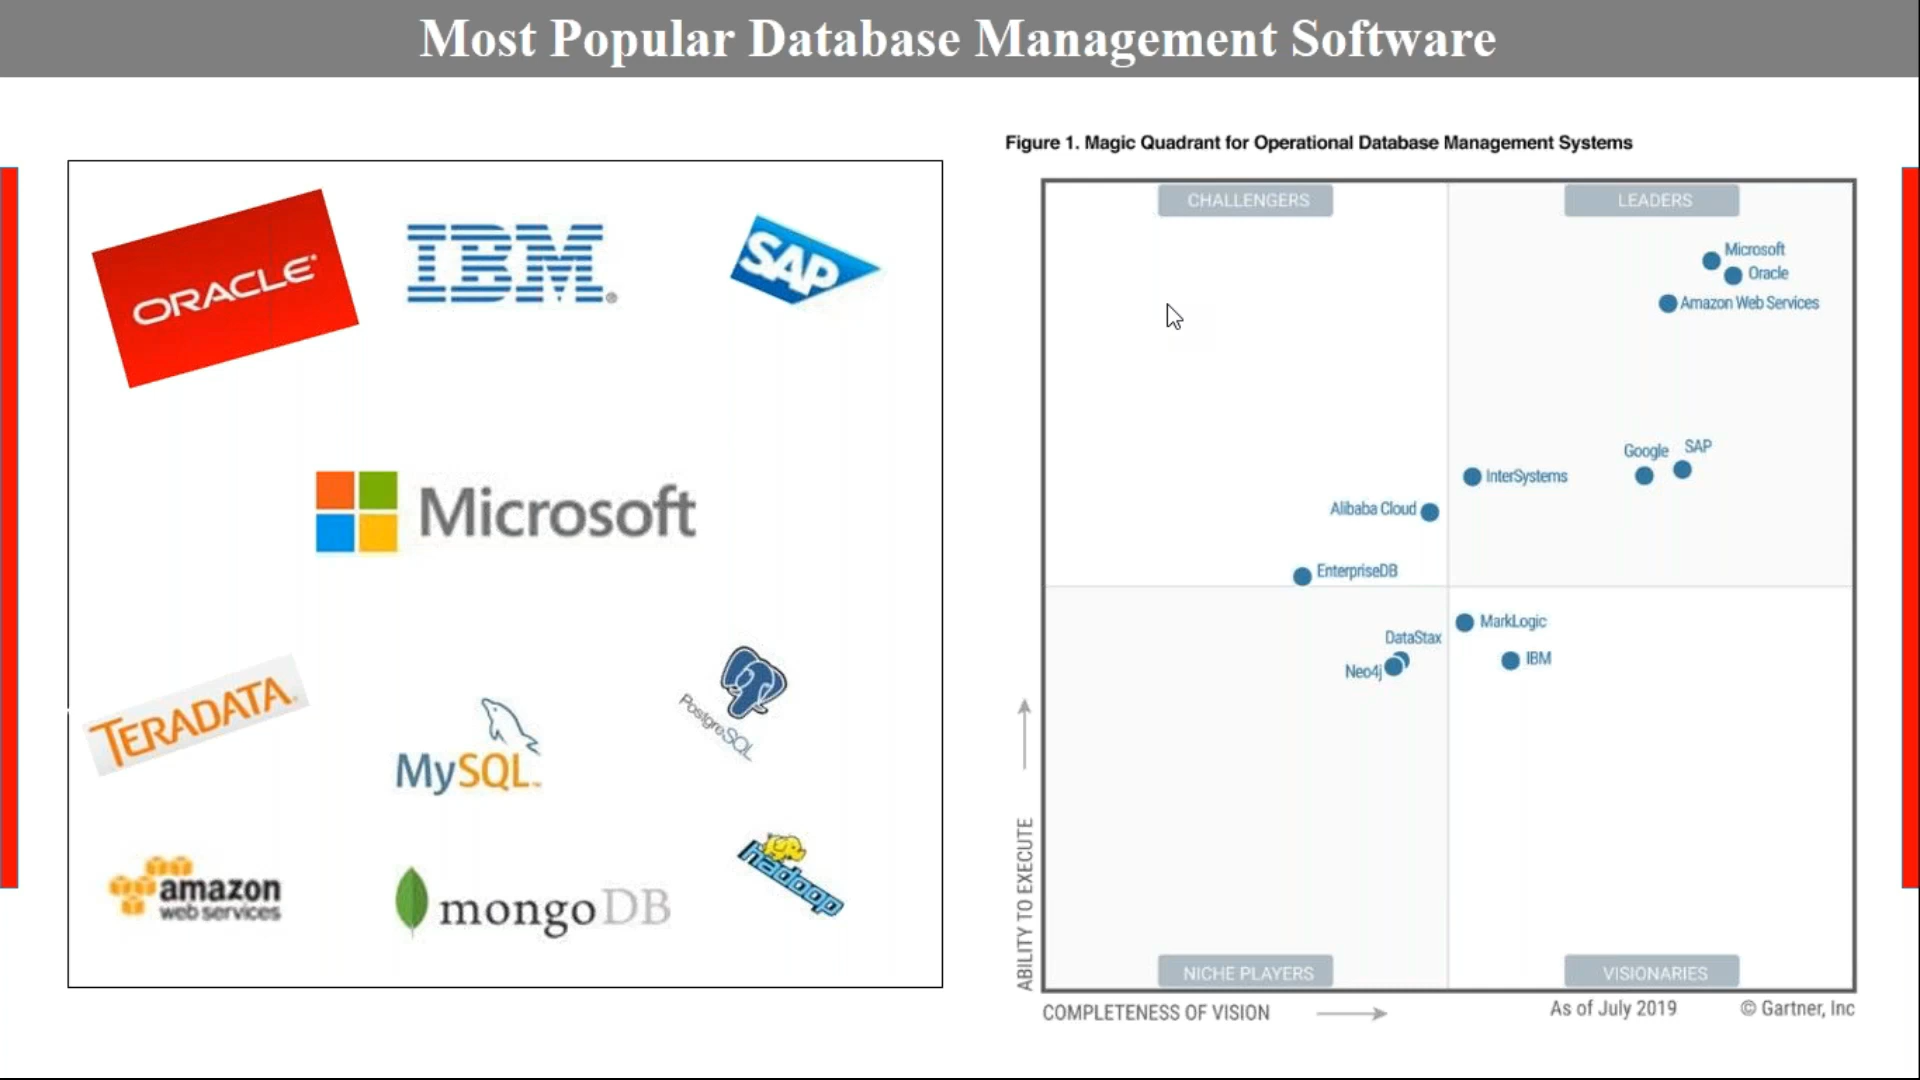 Most Popular Database Management Software
ORACLE
IBM®
SAP
Microsoft
TERADATA
MySQL™
PostgreSQL
amazon
web services
mongoDB
hadoop
Figure 1. Magic Quadrant for Operational Database Management Systems
CHALLENGERS
LEADERS
Microsoft
Oracle
Amazon Web Services
Google
SAP
InterSystems
Alibaba Cloud
EnterpriseDB
MarkLogic
DataStax
IBM
Neo4j
NICHE PLAYERS
VISIONARIES
ABILITY TO EXECUTE
COMPLETENESS OF VISION
As of July 2019
© Gartner, Inc